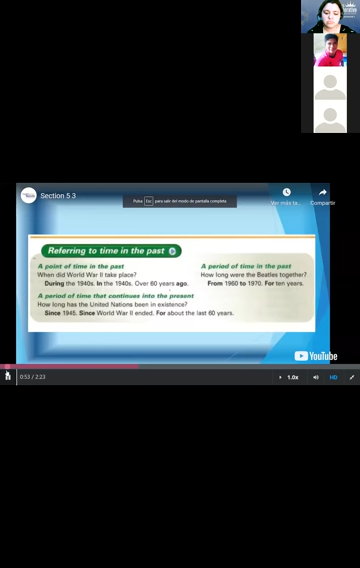 Section 5 3
Pulsa Esc para salir del modo de pantalla completa
Ver más ta...
Compartir
Referring to time in the past
A point of time in the past
When did World War II take place?
During the 1940s. In the 1940s. Over 60 years ago.
A period of time in the past
How long were the Beatles together?
From 1960 to 1970. For ten years.
A period of time that continues into the present
How long has the United Nations been in existence?
Since 1945. Since World War II ended. For about the last 60 years.
YouTube
0:53 / 2:23
1.0x
HD